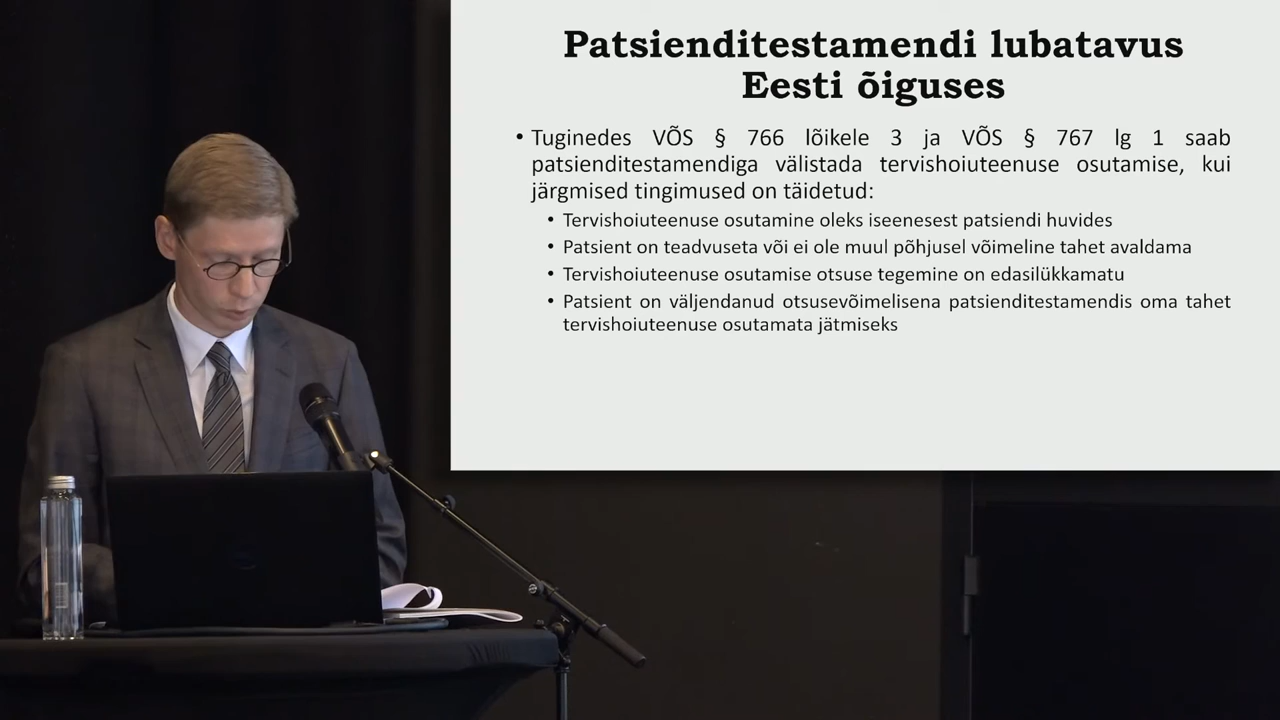 Patsienditestamendi lubatavus
Eesti õiguses
• Tuginedes VÕS § 766 lõikele 3 ja VÕS § 767 lg 1 saab
patsienditestamendiga välistada tervishoiuteenuse osutamise, kui
järgmised tingimused on täidetud:
• Tervishoiuteenuse osutamine oleks iseenesest patsiendi huvides
• Patsient on teadvuseta või ei ole muul põhjusel võimeline tahet avaldama
• Tervishoiuteenuse osutamise otsuse tegemine on edasilükkamatu
• Patsient on väljendanud otsusevõimelisena patsienditestamendis oma tahet
tervishoiuteenuse osutamata jätmiseks